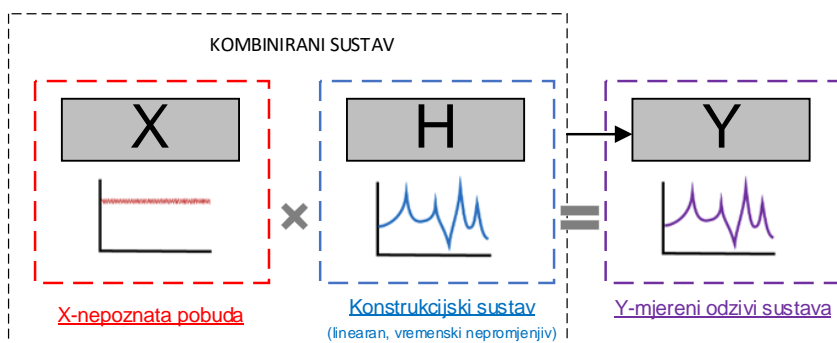 KOMBINIRANI SUSTAV
X
H
Y
X-nepoznata pobuda
Konstrukcijski sustav
(linearan, vremenski nepromjenjiv)
Y-mjereni odzivi sustava